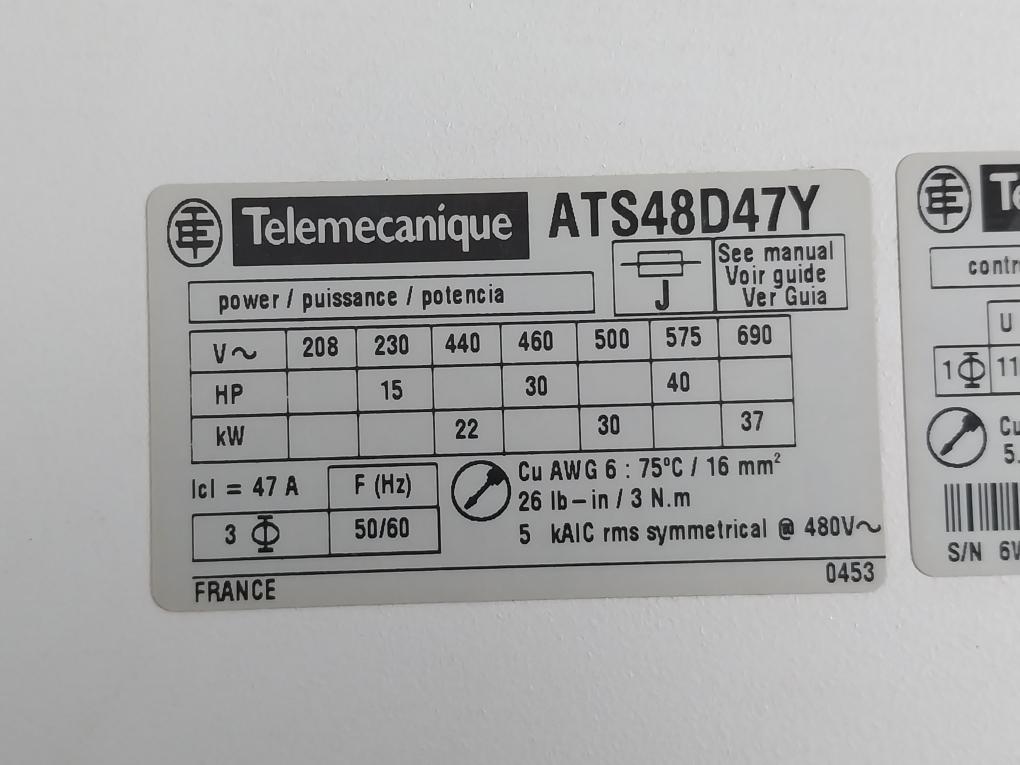 Telemecanique ATS48D47Y
J See manual
Voir guide
Ver Guia
power / puissance / potencia
V~ 208 230 440 460 500 575 690
HP 15 30 40
kW 22 30 37
Icl = 47 A F (Hz)
3 Φ 50/60
Cu AWG 6 : 75°C / 16 mm²
26 lb-in / 3 N.m
5 kAIC rms symmetrical @ 480V~
FRANCE 0453
U
1Φ 11
Cu
5.
S/N